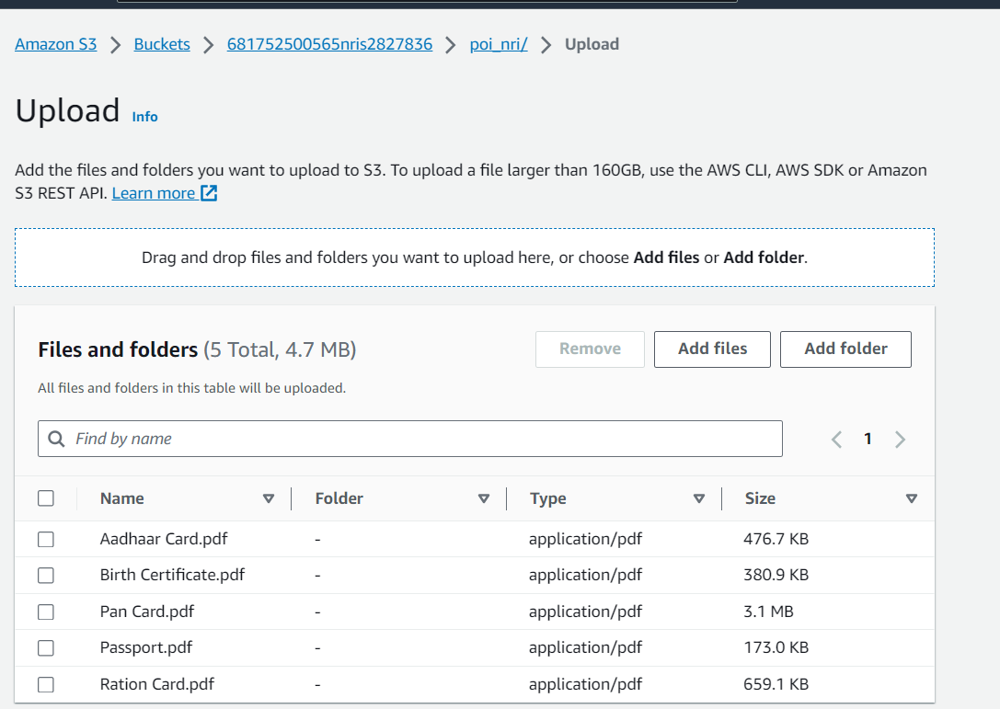 Amazon S3 > Buckets > 681752500565nris2827836 > poi_nri/ > Upload
Upload Info
Add the files and folders you want to upload to S3. To upload a file larger than 160GB, use the AWS CLI, AWS SDK or Amazon
S3 REST API. Learn more
Drag and drop files and folders you want to upload here, or choose Add files or Add folder.
Files and folders (5 Total, 4.7 MB) Remove Add files Add folder
All files and folders in this table will be uploaded.
Find by name 1
Name Folder Type Size
Aadhaar Card.pdf - application/pdf 476.7 KB
Birth Certificate.pdf - application/pdf 380.9 KB
Pan Card.pdf - application/pdf 3.1 MB
Passport.pdf - application/pdf 173.0 KB
Ration Card.pdf - application/pdf 659.1 KB